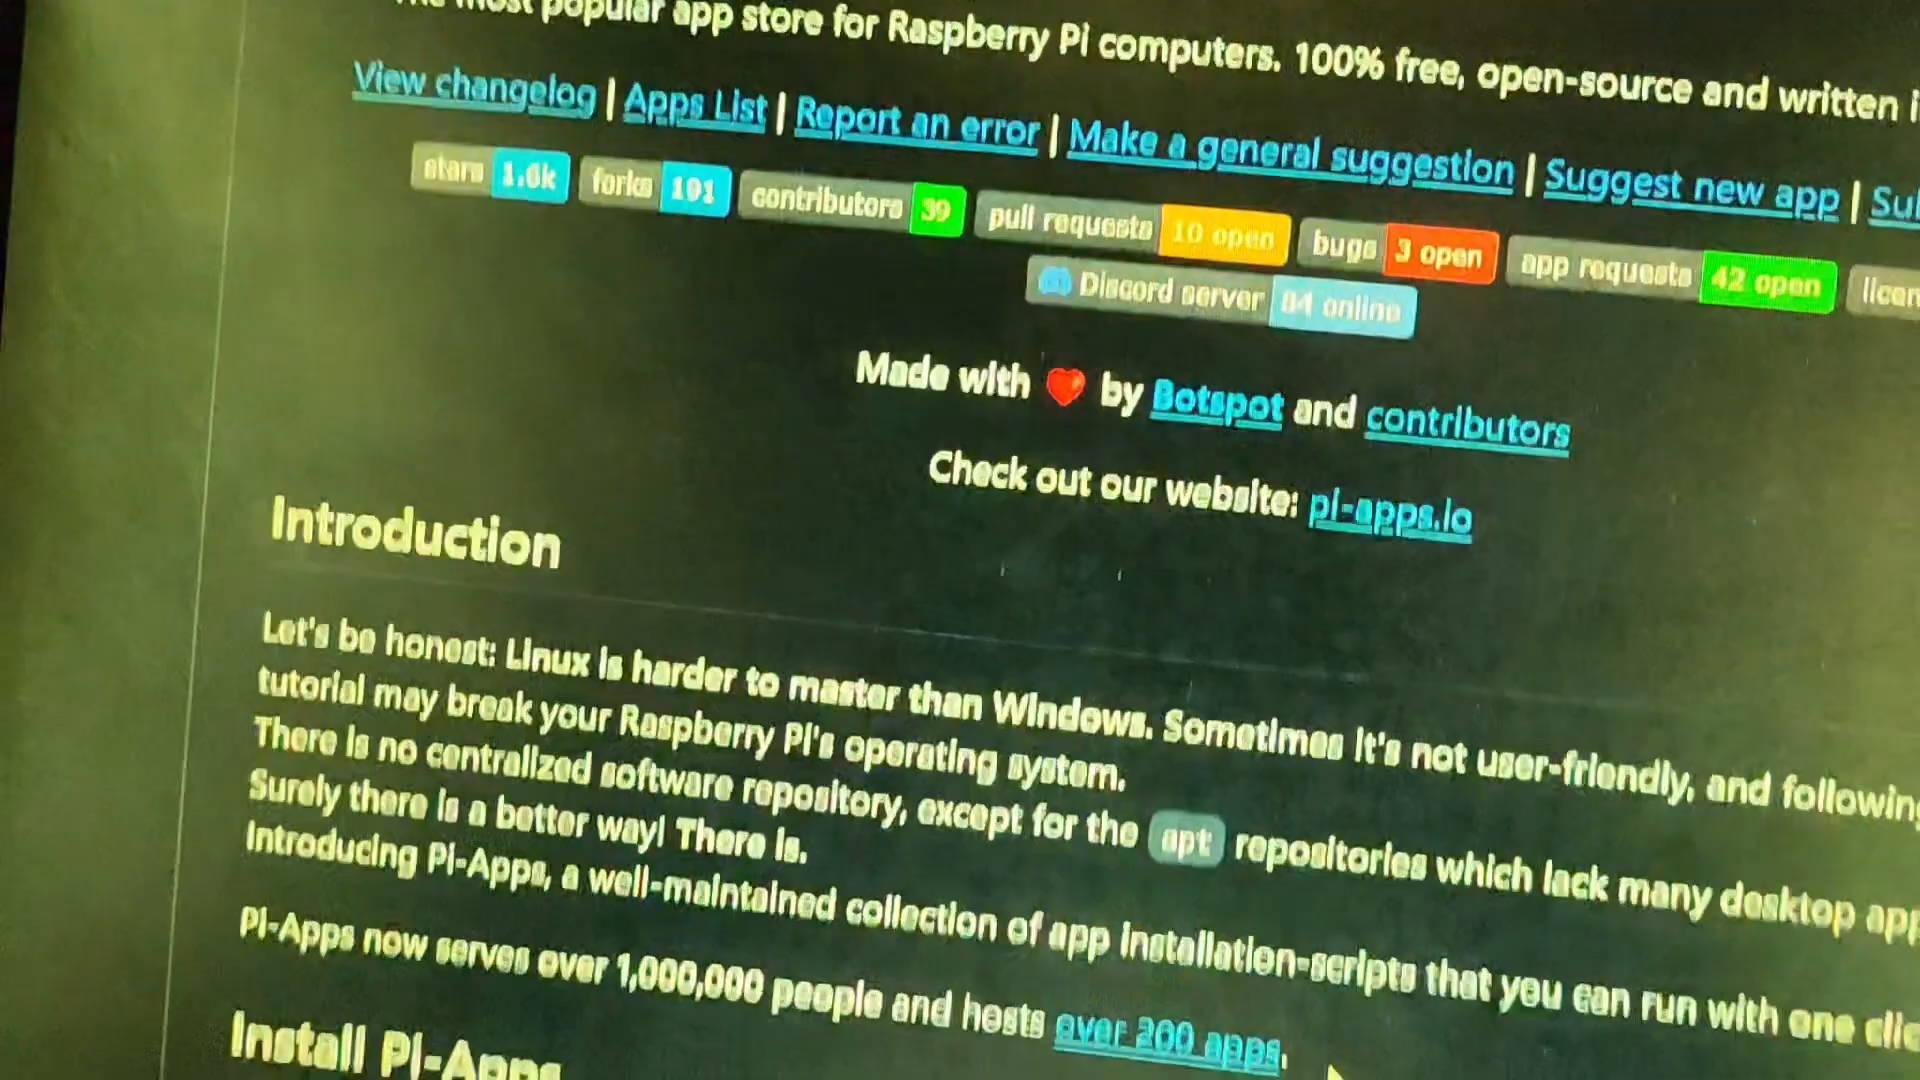 The most popular app store for Raspberry Pi computers. 100% free, open-source and written
View changelog | Apps List | Report an error | Make a general suggestion | Suggest new app |
stars 1.6k forks 191 contributors 39 pull requests 10 open bugs 3 open app requests 42 open
Discord server 84 online
Made with ❤ by Botspot and contributors
Check out our website: pi-apps.io
Introduction
Let's be honest: Linux is harder to master than Windows. Sometimes it's not user-friendly, and following
tutorial may break your Raspberry Pi's operating system.
There is no centralized software repository, except for the apt repositories which lack many desktop
Surely there is a better way! There is.
Introducing Pi-Apps, a well-maintained collection of app installation-scripts that you can run with one
Pi-Apps now serves over 1,000,000 people and hosts over 200 apps.
Install Pi-Apps